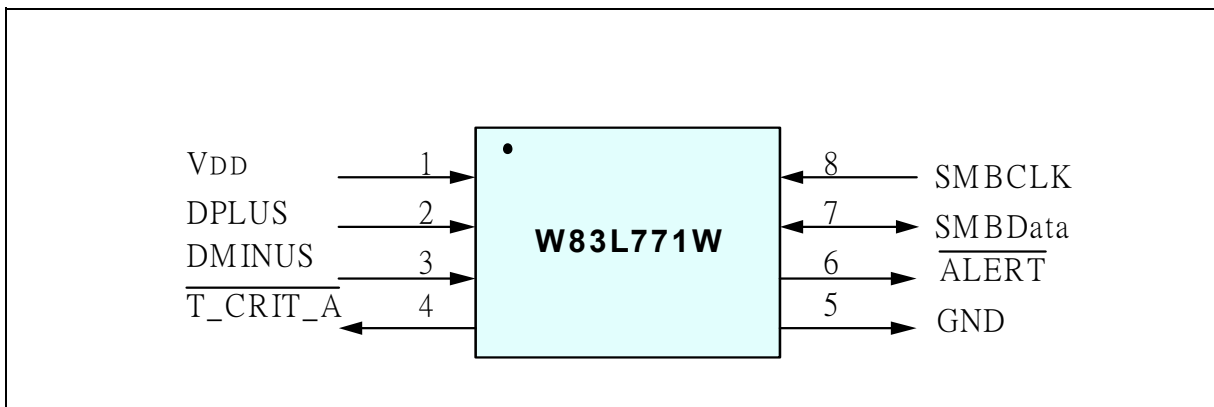 VDD 1
DPLUS 2
DMINUS 3
T_CRIT_A 4
W83L771W
8 SMBCLK
7 SMBData
6 ALERT
5 GND